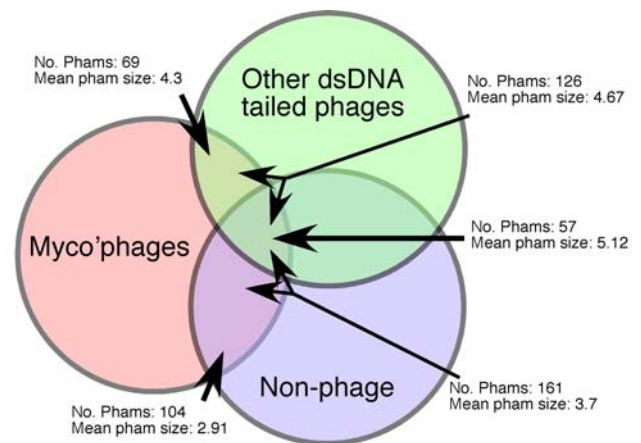 No. Phams: 69
Mean pham size: 4.3
Other dsDNA
tailed phages
No. Phams: 126
Mean pham size: 4.67
Myco'phages
No. Phams: 57
Mean pham size: 5.12
Non-phage
No. Phams: 161
Mean pham size: 3.7
No. Phams: 104
Mean pham size: 2.91